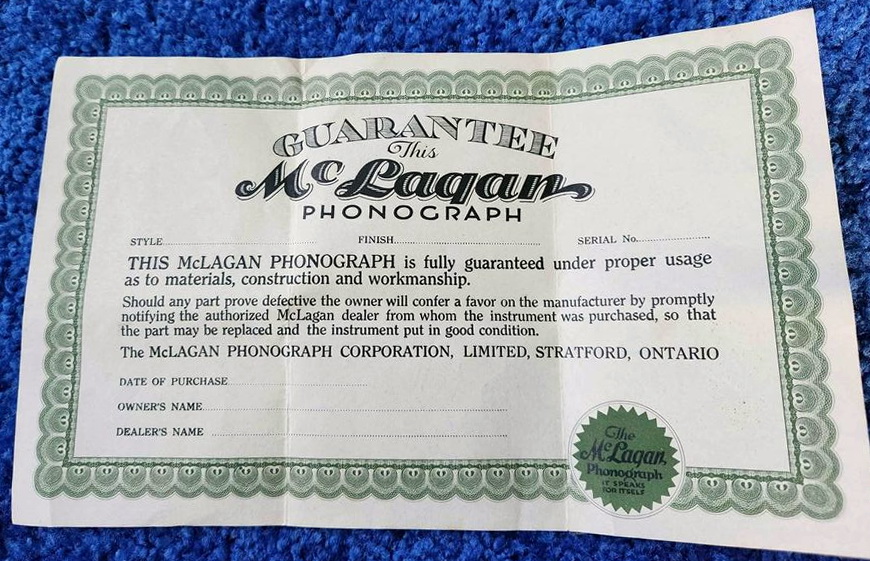 GUARANTEE
This
McLagan
PHONOGRAPH
STYLE FINISH SERIAL No.
THIS McLAGAN PHONOGRAPH is fully guaranteed under proper usage
as to materials, construction and workmanship.
Should any part prove defective the owner will confer a favor on the manufacturer by promptly
notifying the authorized McLagan dealer from whom the instrument was purchased, so that
the part may be replaced and the instrument put in good condition.
The McLAGAN PHONOGRAPH CORPORATION, LIMITED, STRATFORD, ONTARIO
DATE OF PURCHASE
OWNER'S NAME
DEALER'S NAME
The
McLagan
Phonograph
IT SPEAKS
FOR ITSELF